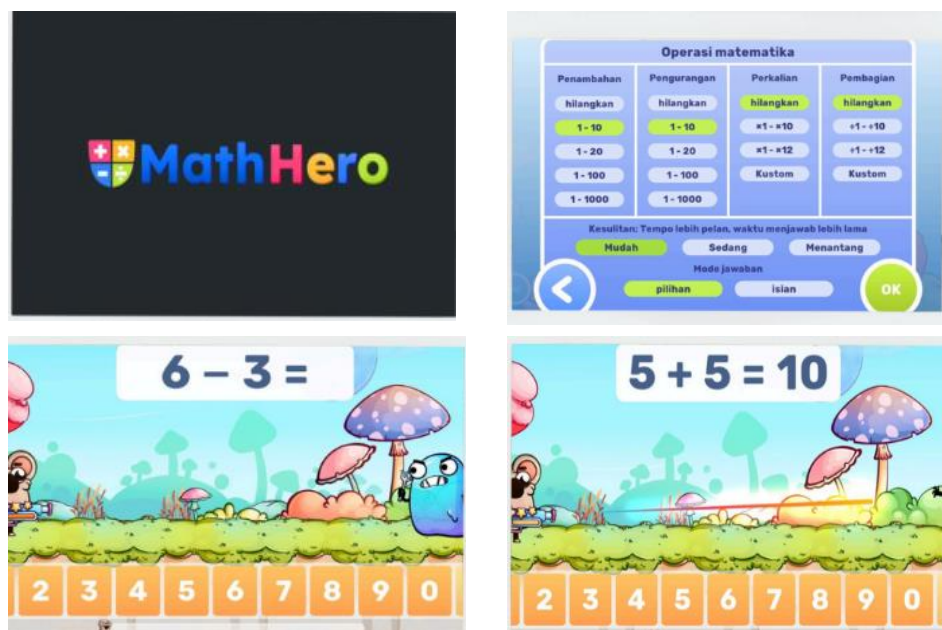 MathHero
Operasi matematika
Penambahan Pengurangan Perkalian Pembagian
hilangkan hilangkan hilangkan hilangkan
1 - 10 1 - 10 ×1 - ×10 ÷1 - ÷10
1 - 20 1 - 20 ×1 - ×12 ÷1 - ÷12
1 - 100 1 - 100 Kustom Kustom
1 - 1000 1 - 1000
Kesulitan: Tempo lebih pelan, waktu menjawab lebih lama
Mudah Sedang Menantang
Mode jawaban
pilihan isian
OK
6 – 3 =
2 3 4 5 6 7 8 9 0
5 + 5 = 10
2 3 4 5 6 7 8 9 0